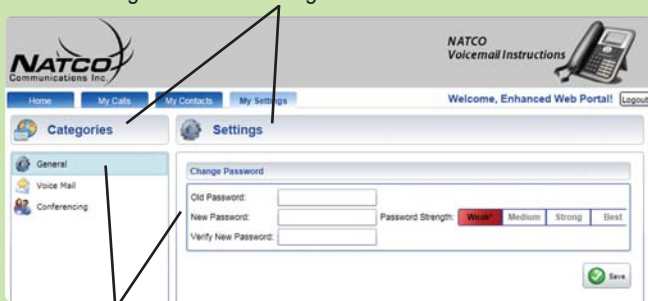 NATCO
Communications Inc.
NATCO
Voicemail Instructions
Home My Calls My Contacts My Settings Welcome, Enhanced Web Portal! Logout
Categories Settings
General
Voice Mail
Conferencing
Change Password
Old Password:
New Password: Password Strength: Weak* Medium Strong Best
Verify New Password:
Save